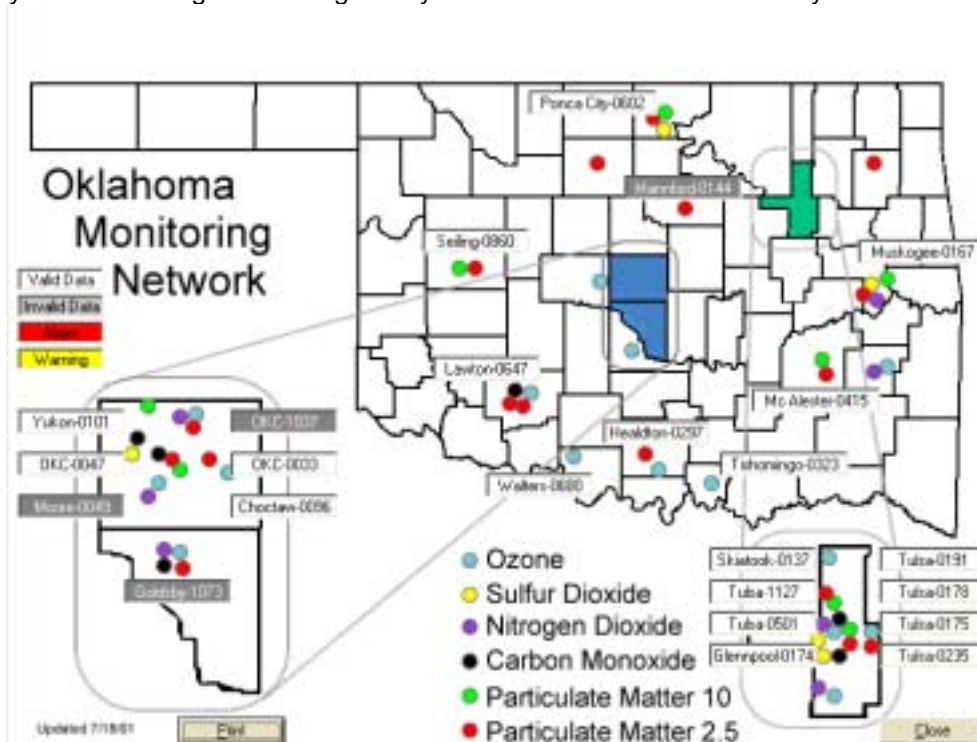 Ponca City-0602
Oklahoma
Monitoring
Network
Mannford-0144
Seiling-0860
Muskogee-0167
Valid Data
Invalid Data
Alarm
Warning
Lawton-0647
Mc Alester-0415
Yukon-0101
OKC-1037
Healdton-0297
OKC-0047
OKC-0033
Tishomingo-0323
Walters-0680
Moore-0049
Choctaw-0096
Goldsby-1073
Ozone
Sulfur Dioxide
Nitrogen Dioxide
Carbon Monoxide
Particulate Matter 10
Particulate Matter 2.5
Skiatook-0137
Tulsa-0191
Tulsa-1127
Tulsa-0178
Tulsa-0501
Tulsa-0175
Glennpool-0174
Tulsa-0235
Updated 7/18/01
Print
Close